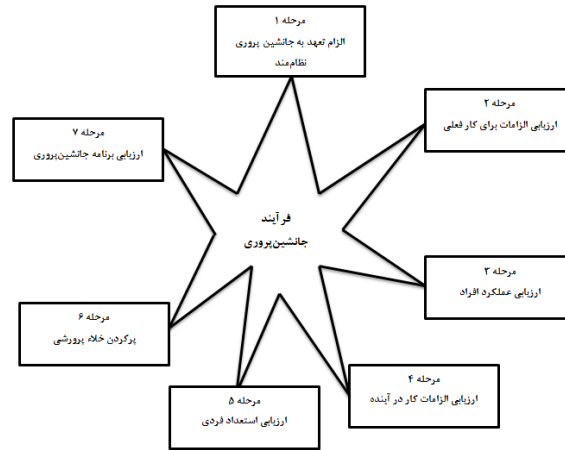 مرحله ۱
الزام تعهد به جانشین پروری
نظام‌مند
مرحله ۲
ارزیابی الزامات برای کار فعلی
مرحله ۳
ارزیابی عملکرد افراد
مرحله ۴
ارزیابی الزامات کار در آینده
مرحله ۵
ارزیابی استعداد فردی
مرحله ۶
پرکردن خلاء پرورشی
مرحله ۷
ارزیابی برنامه جانشین‌پروری
فرآیند
جانشین‌پروری